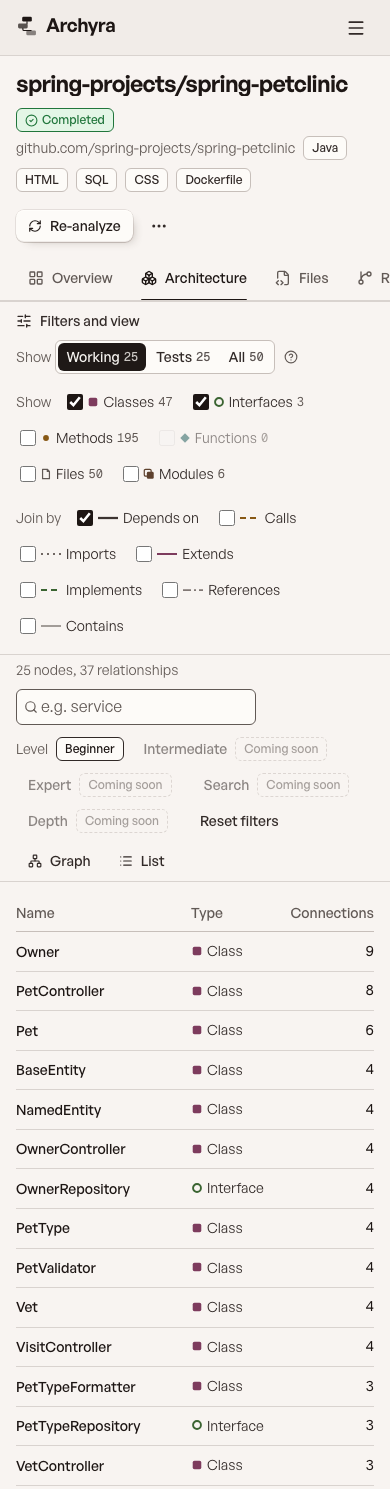 Archyra
spring-projects/spring-petclinic
Completed
github.com/spring-projects/spring-petclinic Java
HTML SQL CSS Dockerfile
Re-analyze ···
Overview Architecture Files R
Filters and view
Show Working 25 Tests 25 All 50
Show Classes 47 Interfaces 3
Methods 195 Functions 0
Files 50 Modules 6
Join by Depends on Calls
Imports Extends
Implements References
Contains
25 nodes, 37 relationships
e.g. service
Level Beginner Intermediate Coming soon
Expert Coming soon Search Coming soon
Depth Coming soon Reset filters
Graph List
Name Type Connections
Owner Class 9
PetController Class 8
Pet Class 6
BaseEntity Class 4
NamedEntity Class 4
OwnerController Class 4
OwnerRepository Interface 4
PetType Class 4
PetValidator Class 4
Vet Class 4
VisitController Class 4
PetTypeFormatter Class 3
PetTypeRepository Interface 3
VetController Class 3